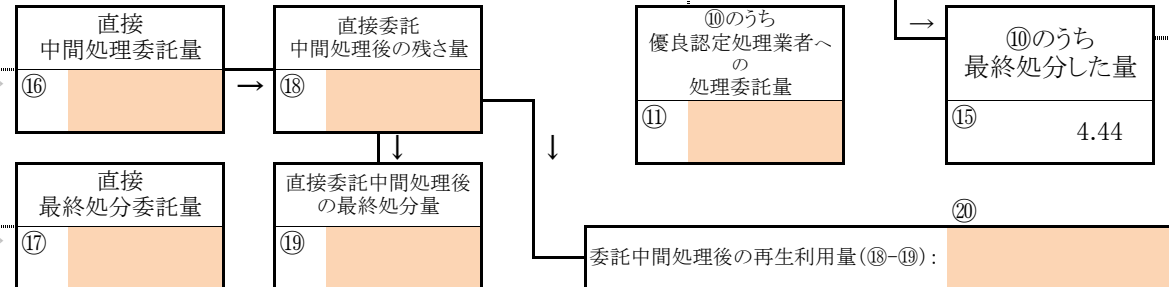 直接
中間処理委託量
⑯
→
直接委託
中間処理後の残さ量
⑱
↓
↓
⑩のうち
優良認定処理業者へ
の
処理委託量
⑪
→
⑩のうち
最終処分した量
⑮
4.44
直接
最終処分委託量
⑰
直接委託中間処理後
の最終処分量
⑲
⑳
委託中間処理後の再生利用量(⑱-⑲):